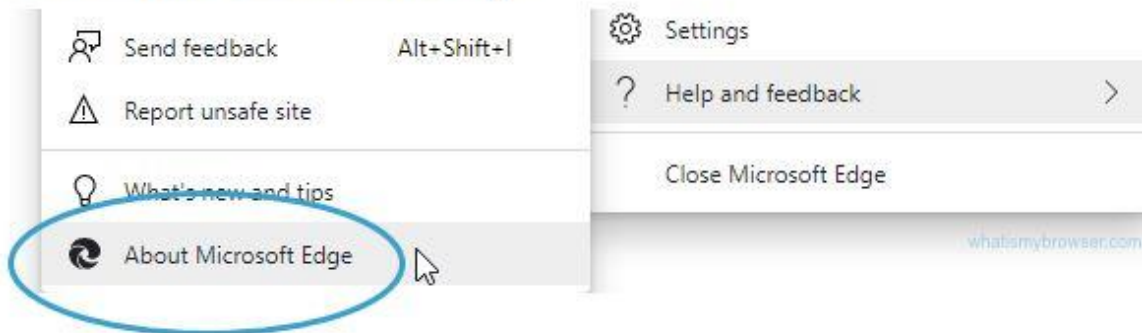 Send feedback Alt+Shift+I
Report unsafe site
What's new and tips
About Microsoft Edge
Settings
? Help and feedback
Close Microsoft Edge
whatismybrowser.com